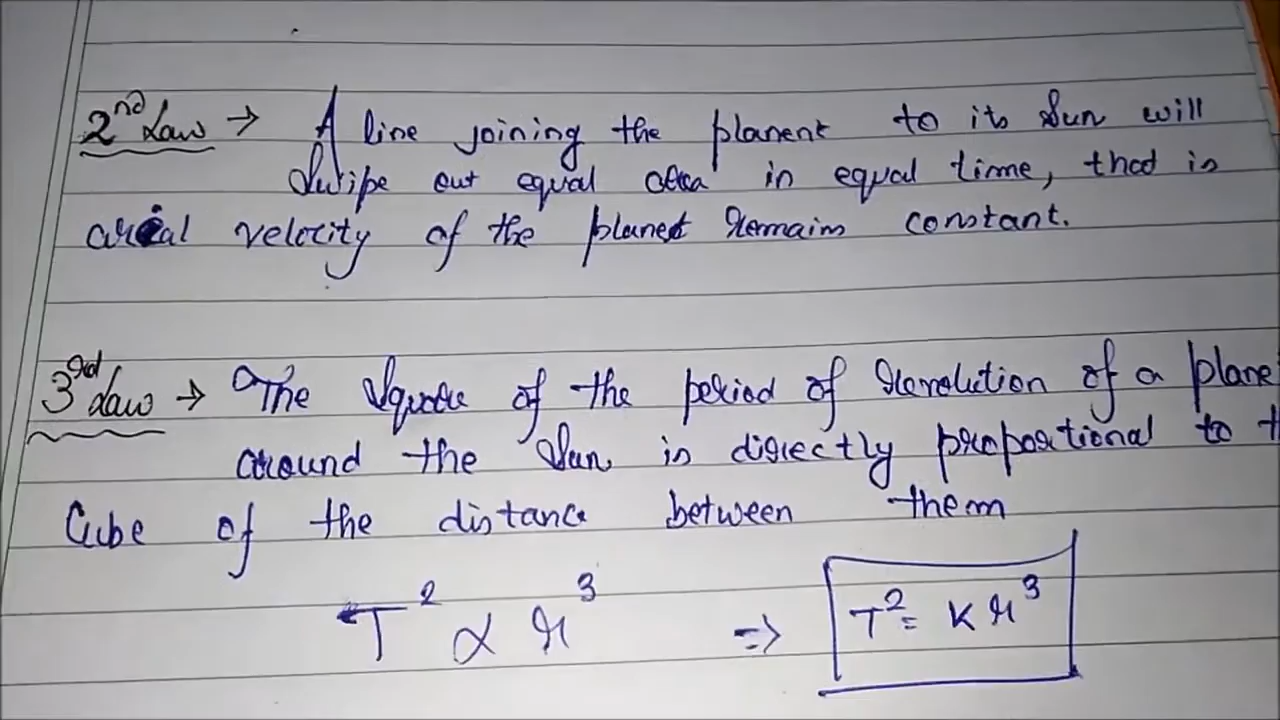 2nd Law → A line joining the planent to its Sun will
Swipe out equal area in equal time, that is
areal velocity of the planet remain constant.
3rd Law → The Square of the period of revolution of a plane
around the Sun is directly proportional to t
Cube of the distance between them
T² ∝ r³ ⇒ T² = K r³